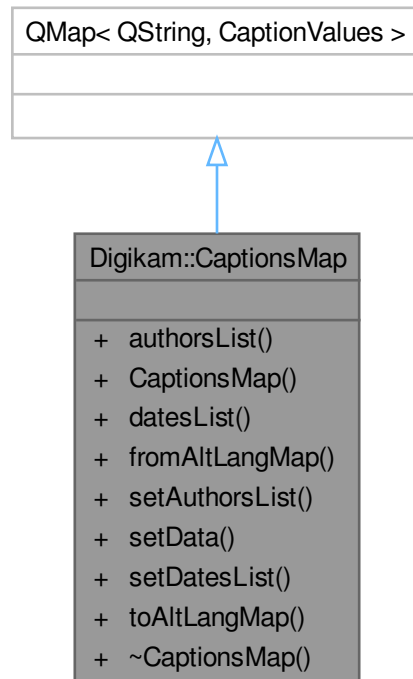 QMap< QString, CaptionValues >
Digikam::CaptionsMap
+ authorsList()
+ CaptionsMap()
+ datesList()
+ fromAltLangMap()
+ setAuthorsList()
+ setData()
+ setDatesList()
+ toAltLangMap()
+ ~CaptionsMap()